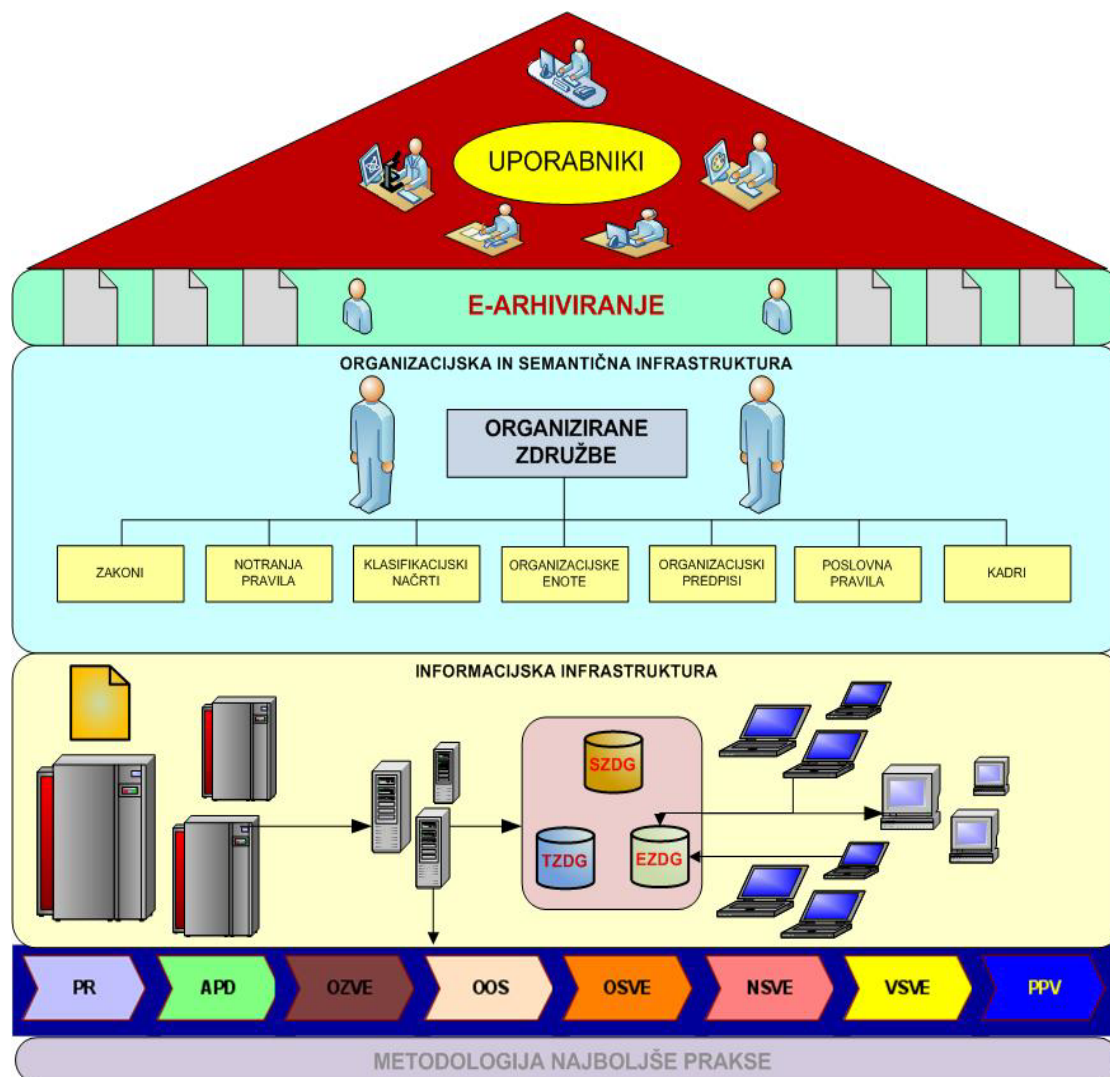 UPORABNIKI
E-ARHIVIRANJE
ORGANIZACIJSKA IN SEMANTIČNA INFRASTRUKTURA
ORGANIZIRANE
ZDRUŽBE
ZAKONI
NOTRANJA
PRAVILA
KLASIFIKACIJSKI
NAČRTI
ORGANIZACIJSKE
ENOTE
ORGANIZACIJSKI
PREDPISI
POSLOVNA
PRAVILA
KADRI
INFORMACIJSKA INFRASTRUKTURA
SZDG
TZDG
EZDG
PR
APD
OZVE
OOS
OSVE
NSVE
VSVE
PPV
METODOLOGIJA NAJBOLJŠE PRAKSE